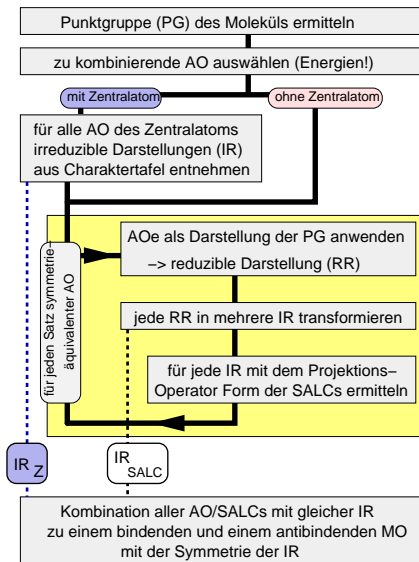 Punktgruppe (PG) des Moleküls ermitteln
zu kombinierende AO auswählen (Energien!)
mit Zentralatom
ohne Zentralatom
für alle AO des Zentralatoms
irreduzible Darstellungen (IR)
aus Charaktertafel entnehmen
für jeden Satz symmetrie–
äquivalenter AO
AOe als Darstellung der PG anwenden
–> reduzible Darstellung (RR)
jede RR in mehrere IR transformieren
für jede IR mit dem Projektions–
Operator Form der SALCs ermitteln
IR Z
IR SALC
Kombination aller AO/SALCs mit gleicher IR
zu einem bindenden und einem antibindenden MO
mit der Symmetrie der IR